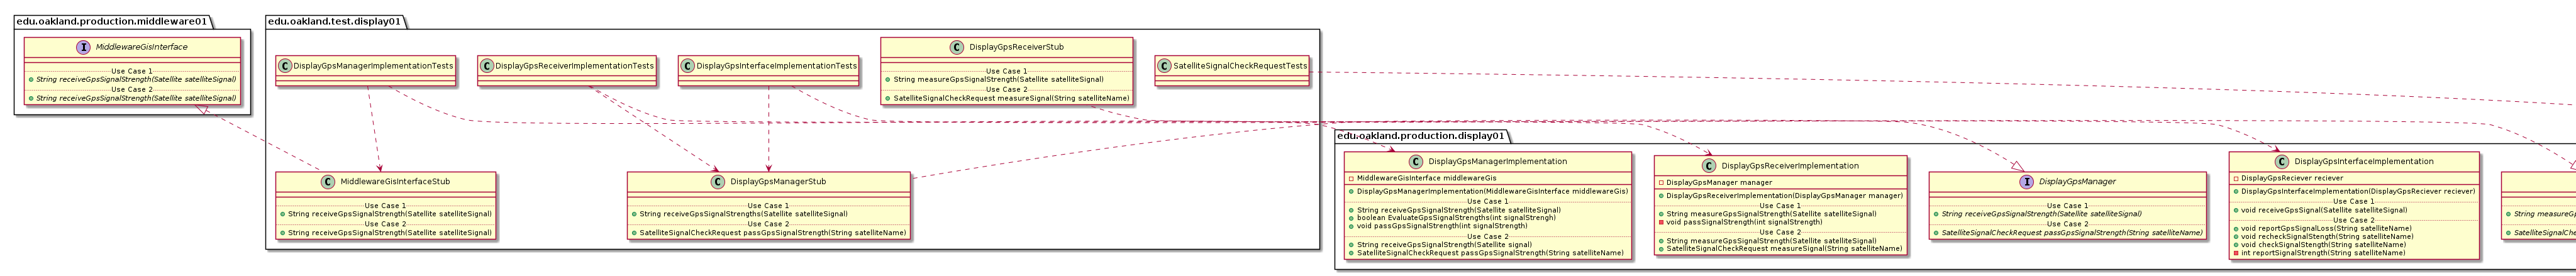 edu.oakland.production.middleware01
I MiddlewareGisInterface
Use Case 1
String receiveGpsSignalStrength(Satellite satelliteSignal)
Use Case 2
String receiveGpsSignalStrength(Satellite satelliteSignal)
edu.oakland.test.display01
C DisplayGpsManagerImplementationTests
C DisplayGpsReceiverImplementationTests
C DisplayGpsInterfaceImplementationTests
C DisplayGpsReceiverStub
Use Case 1
String measureGpsSignalStrength(Satellite satelliteSignal)
Use Case 2
SatelliteSignalCheckRequest measureSignal(String satelliteName)
C SatelliteSignalCheckRequestTests
C MiddlewareGisInterfaceStub
Use Case 1
String receiveGpsSignalStrength(Satellite satelliteSignal)
Use Case 2
String receiveGpsSignalStrength(Satellite satelliteSignal)
C DisplayGpsManagerStub
Use Case 1
String receiveGpsSignalStrengths(Satellite satelliteSignal)
Use Case 2
SatelliteSignalCheckRequest passGpsSignalStrength(String satelliteName)
edu.oakland.production.display01
C DisplayGpsManagerImplementation
MiddlewareGisInterface middlewareGis
DisplayGpsManagerImplementation(MiddlewareGisInterface middlewareGis)
Use Case 1
String receiveGpsSignalStrength(Satellite satelliteSignal)
boolean EvaluateGpsSignalStrengths(int signalStrengh)
void passGpsSignalStrength(int signalStrength)
Use Case 2
String receiveGpsSignalStrength(Satellite signal)
SatelliteSignalCheckRequest passGpsSignalStrength(String satelliteName)
C DisplayGpsReceiverImplementation
DisplayGpsManager manager
DisplayGpsReceiverImplementation(DisplayGpsManager manager)
Use Case 1
String measureGpsSignalStrength(Satellite satelliteSignal)
void passSignalStrength(int signalStrength)
Use Case 2
String measureGpsSignalStrength(Satellite satelliteSignal)
SatelliteSignalCheckRequest measureSignal(String satelliteName)
I DisplayGpsManager
Use Case 1
String receiveGpsSignalStrength(Satellite satelliteSignal)
Use Case 2
SatelliteSignalCheckRequest passGpsSignalStrength(String satelliteName)
C DisplayGpsInterfaceImplementation
DisplayGpsReciever reciever
DisplayGpsInterfaceImplementation(DisplayGpsReciever reciever)
Use Case 1
void receiveGpsSignal(Satellite satelliteSignal)
Use Case 2
void reportGpsSignalLoss(String satelliteName)
void recheckSignalStength(String satelliteName)
void checkSignalStength(String satelliteName)
int reportSignalStrength(String satelliteName)
String measureG
SatelliteSignalChe